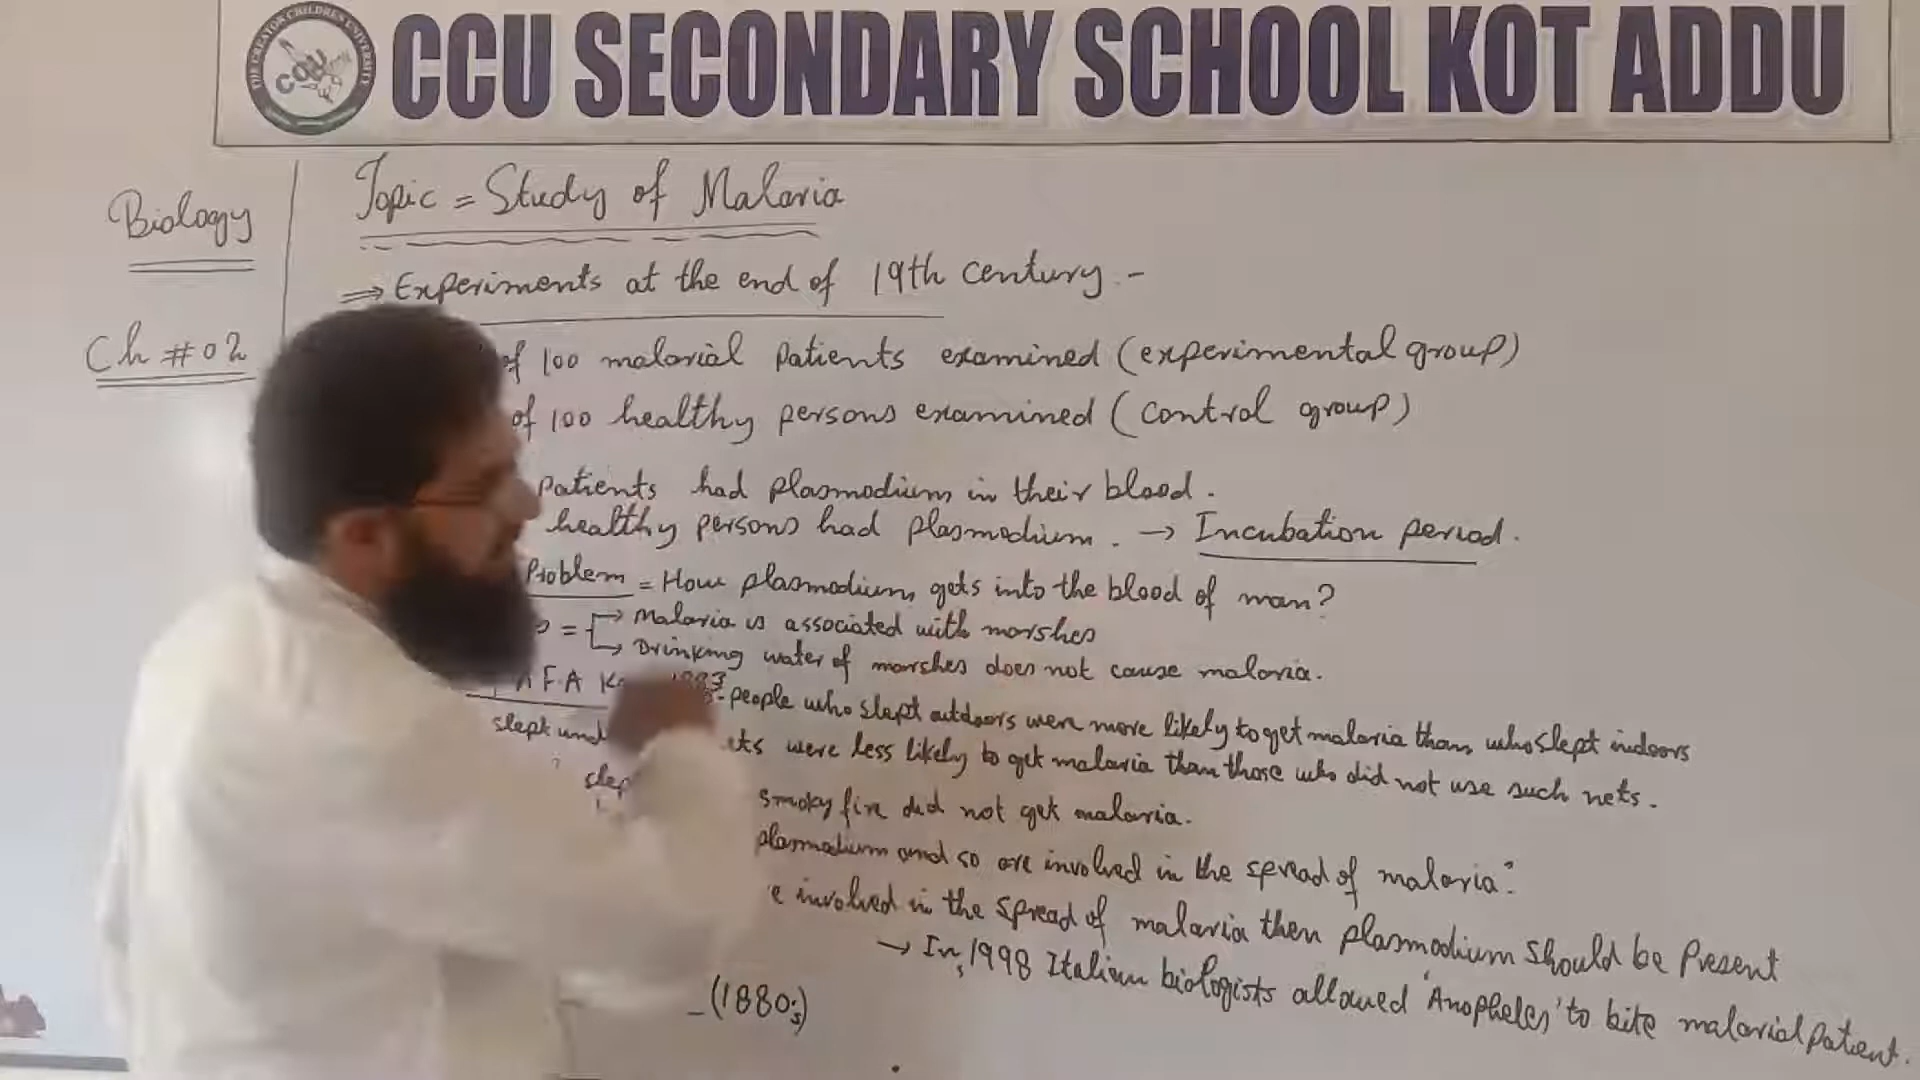 THE CREATOR CHILDREN UNIVERSITY
CCU
CCU SECONDARY SCHOOL KOT ADDU
Biology
Ch # 02
Topic = Study of Malaria
⇒ Experiments at the end of 19th century.-
of 100 malarial patients examined (experimental group)
of 100 healthy persons examined (control group)
patients had plasmodium in their blood.
healthy persons had plasmodium. → Incubation period.
Problem = How plasmodium gets into the blood of man?
= → Malaria is associated with marshes
→ Drinking water of marshes does not cause malaria.
A F.A 1883
people who slept outdoors were more likely to get malaria than who slept indoors
slept were less likely to get malaria than those who did not use such nets.
smoky fire did not get malaria.
plasmodium and so are involved in the spread of malaria.
involved in the spread of malaria then plasmodium should be present
→ In, 1998 Italian biologists allowed 'Anopheles' to bite malarial patient.
(1880;s)